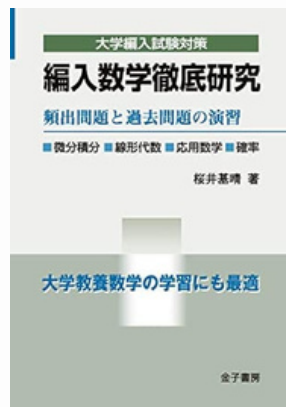 大学編入試験対策
編入数学徹底研究
頻出問題と過去問題の演習
■微分積分 ■線形代数 ■応用数学 ■確率
桜井基晴 著
大学教養数学の学習にも最適
金子書房